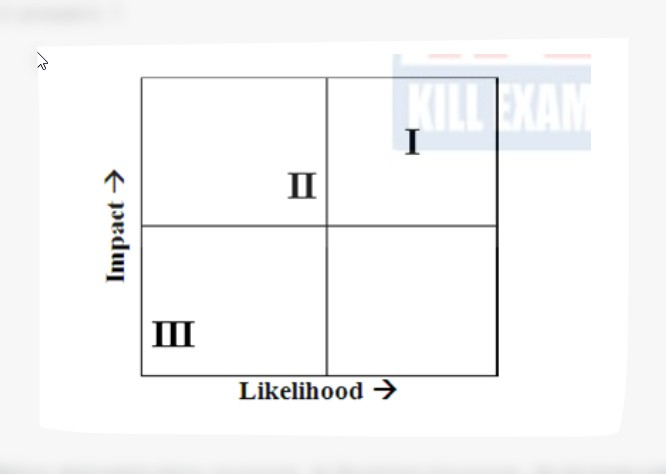 KILL EXAM
I
II
Impact →
III
Likelihood →